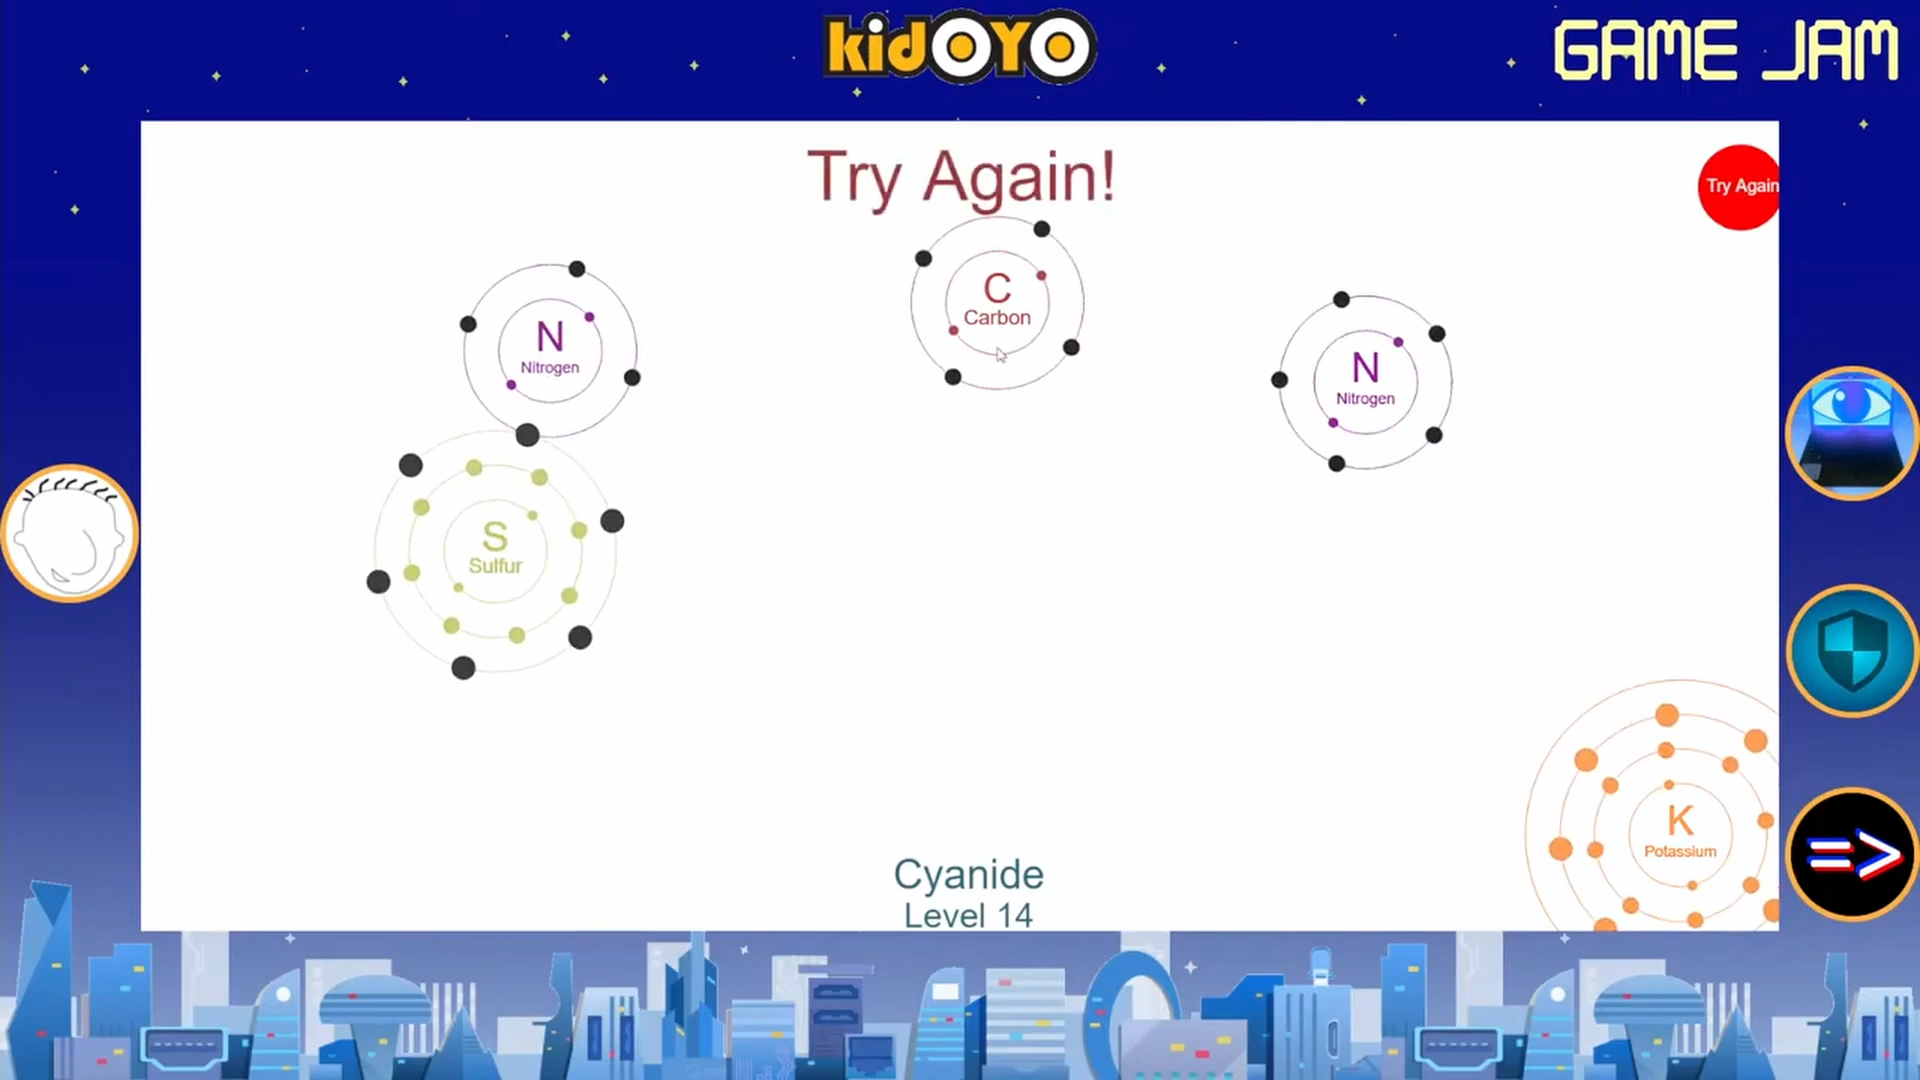 kidOYO
GAME JAM
Try Again!
Try Again
C
Carbon
N
Nitrogen
N
Nitrogen
S
Sulfur
K
Potassium
Cyanide
Level 14